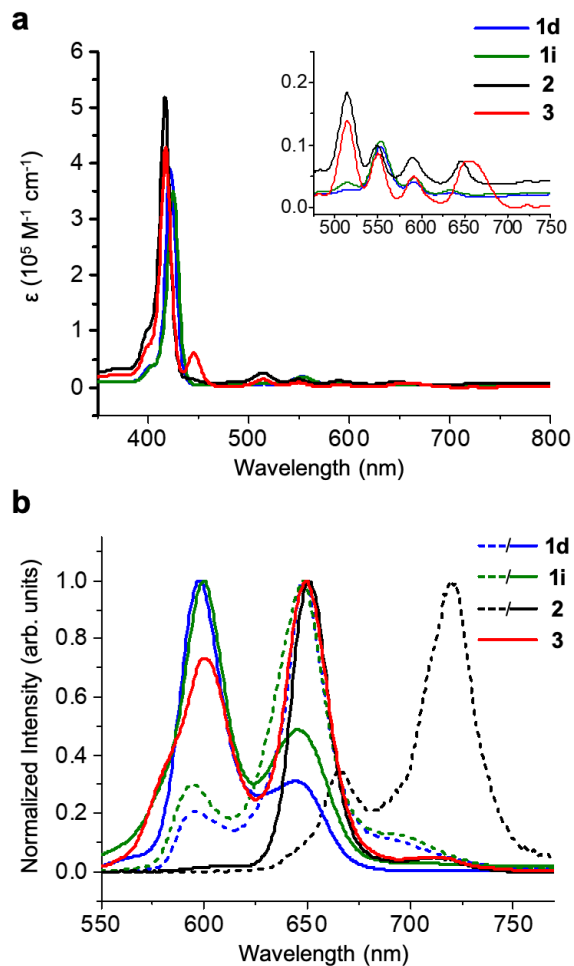 a
1d
1i
2
3
6
5
4
3
2
1
0
ε (10⁵ M⁻¹ cm⁻¹)
0.2
0.1
0.0
500 550 600 650 700 750
400 500 600 700 800
Wavelength (nm)
b
1d
1i
2
3
1.0
0.8
0.6
0.4
0.2
0.0
Normalized Intensity (arb. units)
550 600 650 700 750
Wavelength (nm)